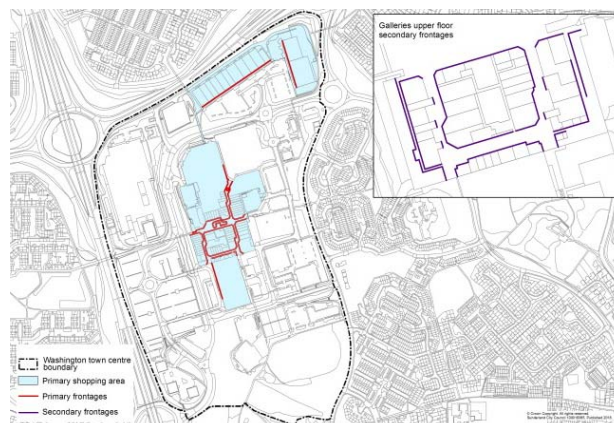 Galleries upper floor
secondary frontages
Washington town centre
boundary
Primary shopping area
Primary frontages
Secondary frontages